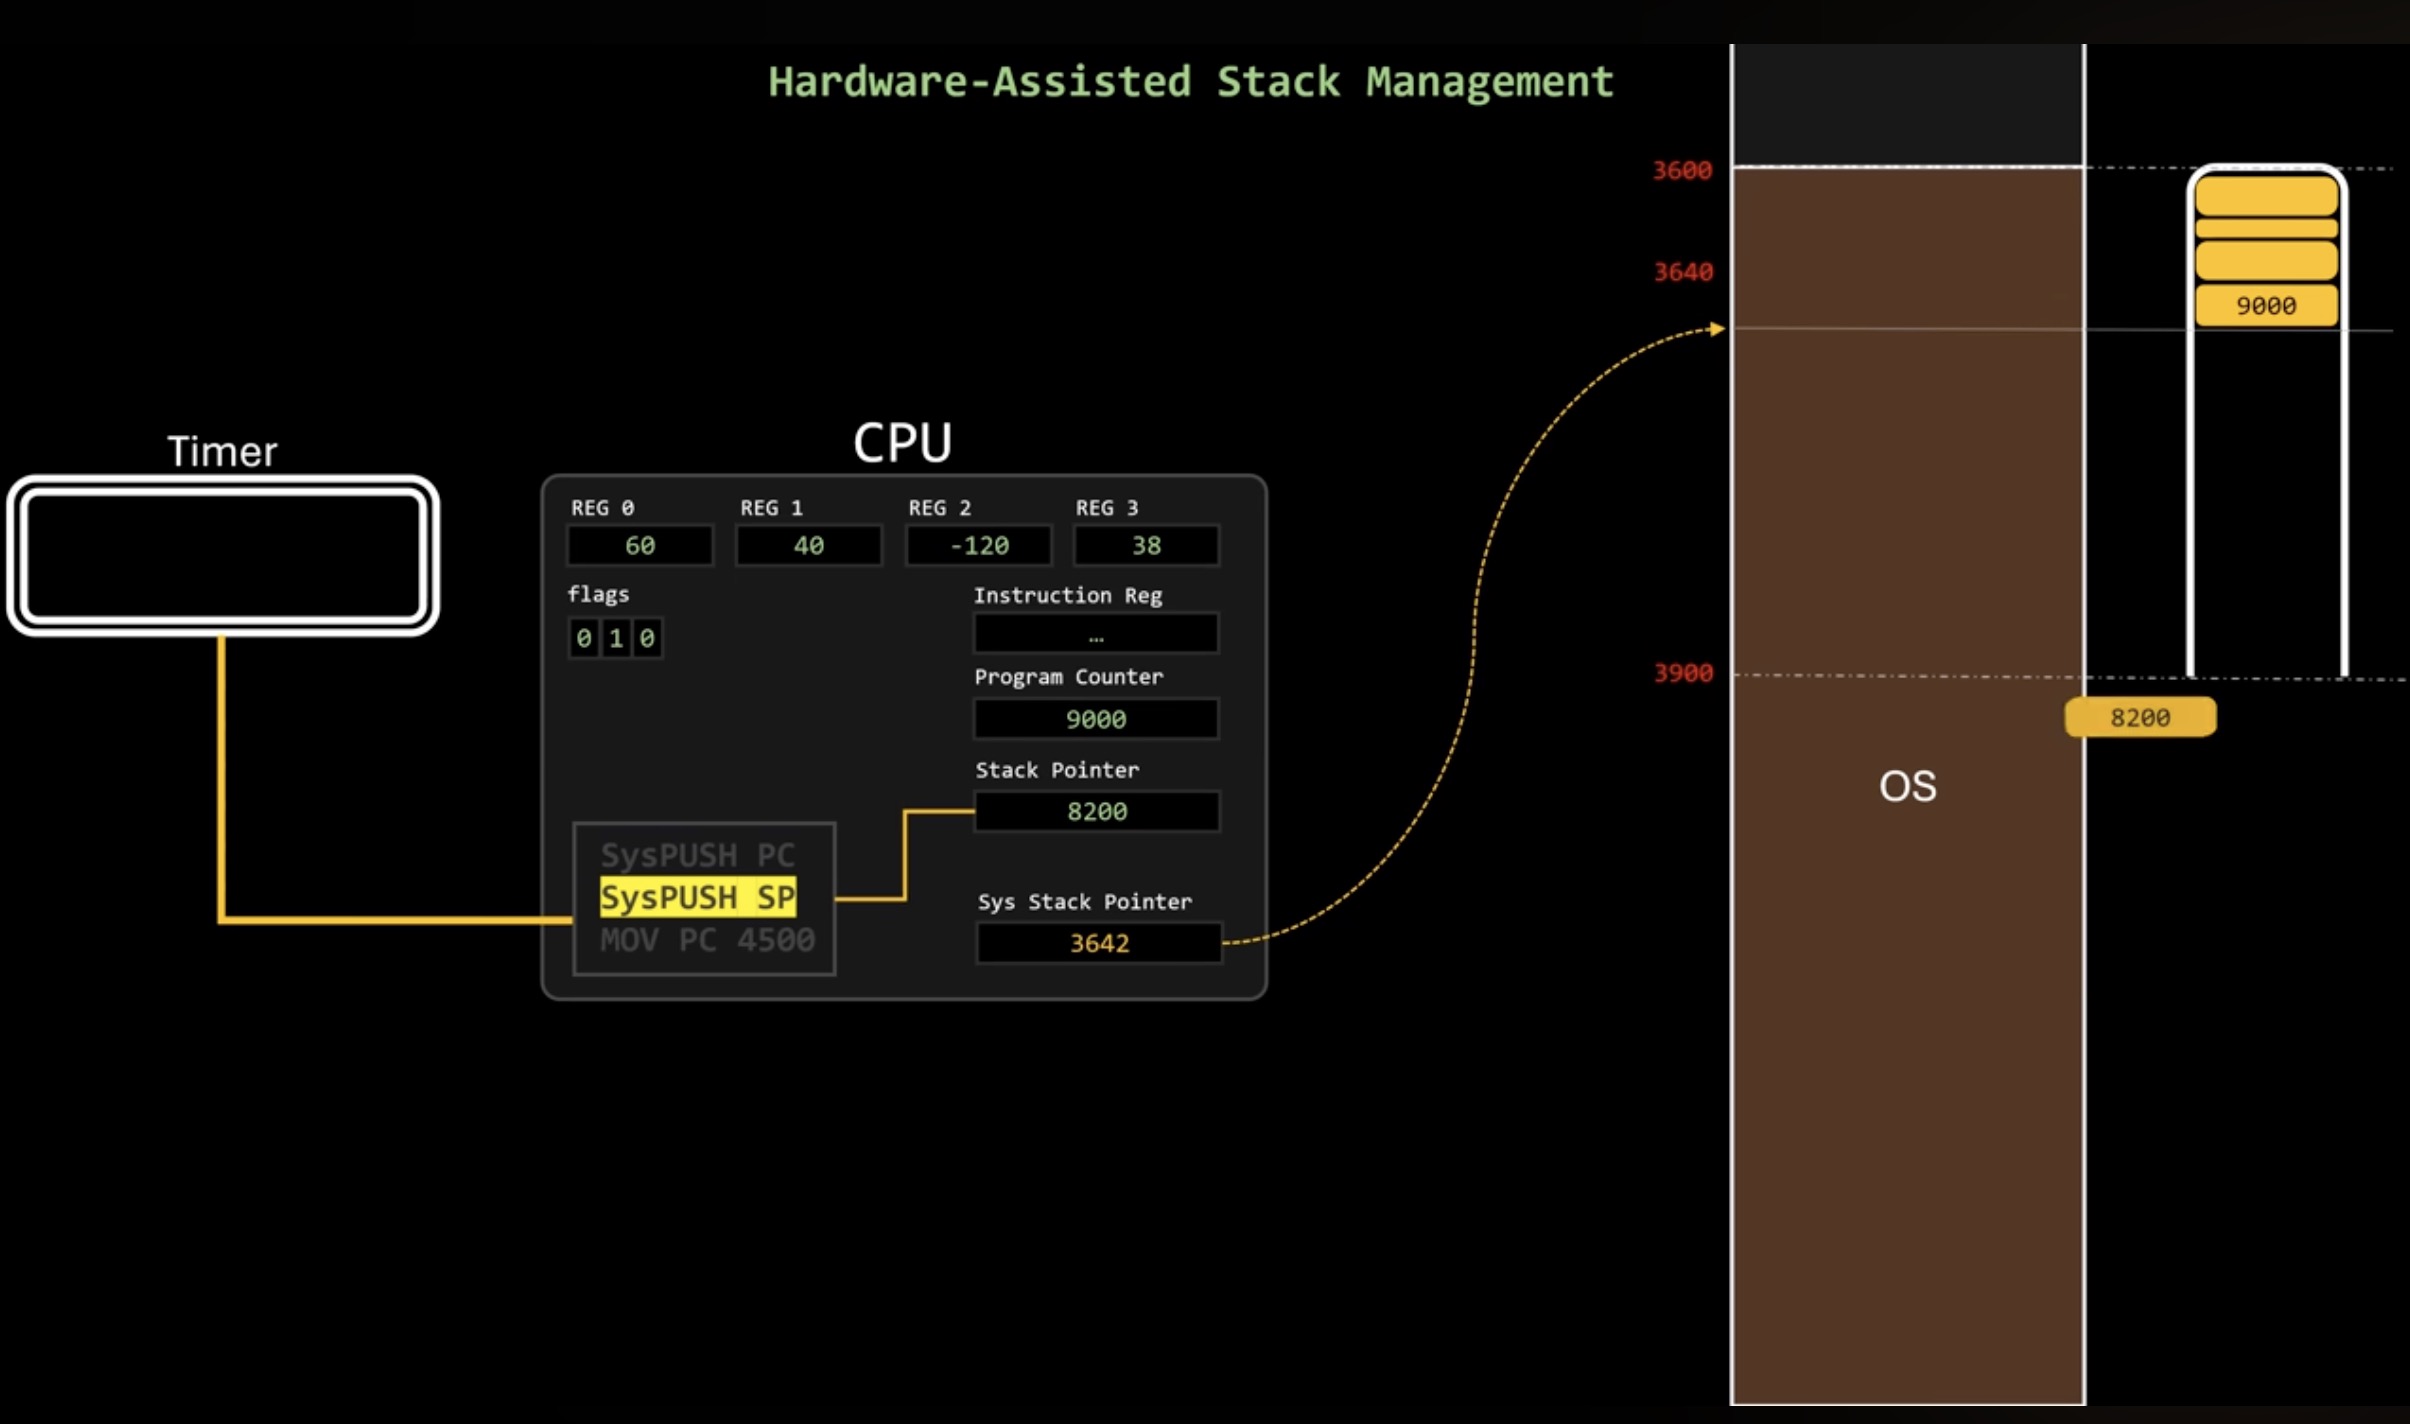 Hardware-Assisted Stack Management
3600
3640
9000
Timer
CPU
REG 0 REG 1 REG 2 REG 3
60 40 -120 38
flags
0 1 0
Instruction Reg
…
Program Counter
9000
Stack Pointer
8200
SysPUSH PC
SysPUSH SP
MOV PC 4500
Sys Stack Pointer
3642
3900
8200
OS